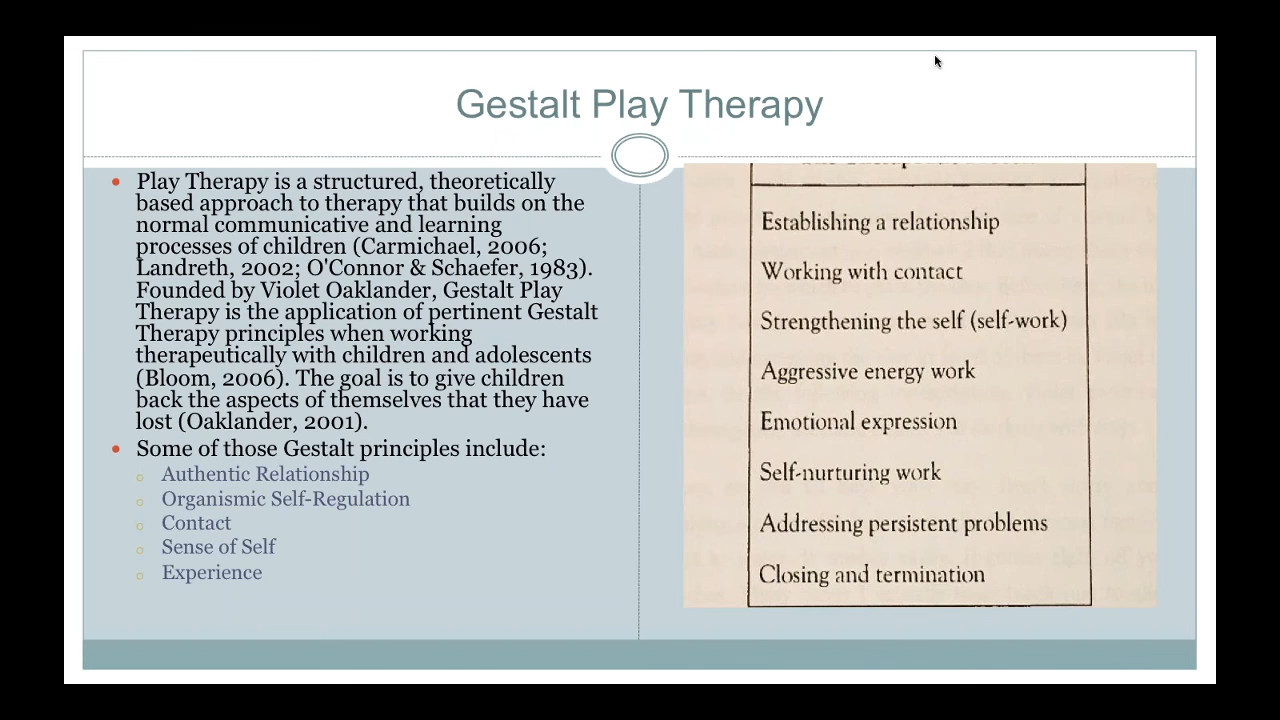 Gestalt Play Therapy
Play Therapy is a structured, theoretically
based approach to therapy that builds on the
normal communicative and learning
processes of children (Carmichael, 2006;
Landreth, 2002; O'Connor & Schaefer, 1983).
Founded by Violet Oaklander, Gestalt Play
Therapy is the application of pertinent Gestalt
Therapy principles when working
therapeutically with children and adolescents
(Bloom, 2006). The goal is to give children
back the aspects of themselves that they have
lost (Oaklander, 2001).
Some of those Gestalt principles include:
Authentic Relationship
Organismic Self-Regulation
Contact
Sense of Self
Experience
Establishing a relationship
Working with contact
Strengthening the self (self-work)
Aggressive energy work
Emotional expression
Self-nurturing work
Addressing persistent problems
Closing and termination